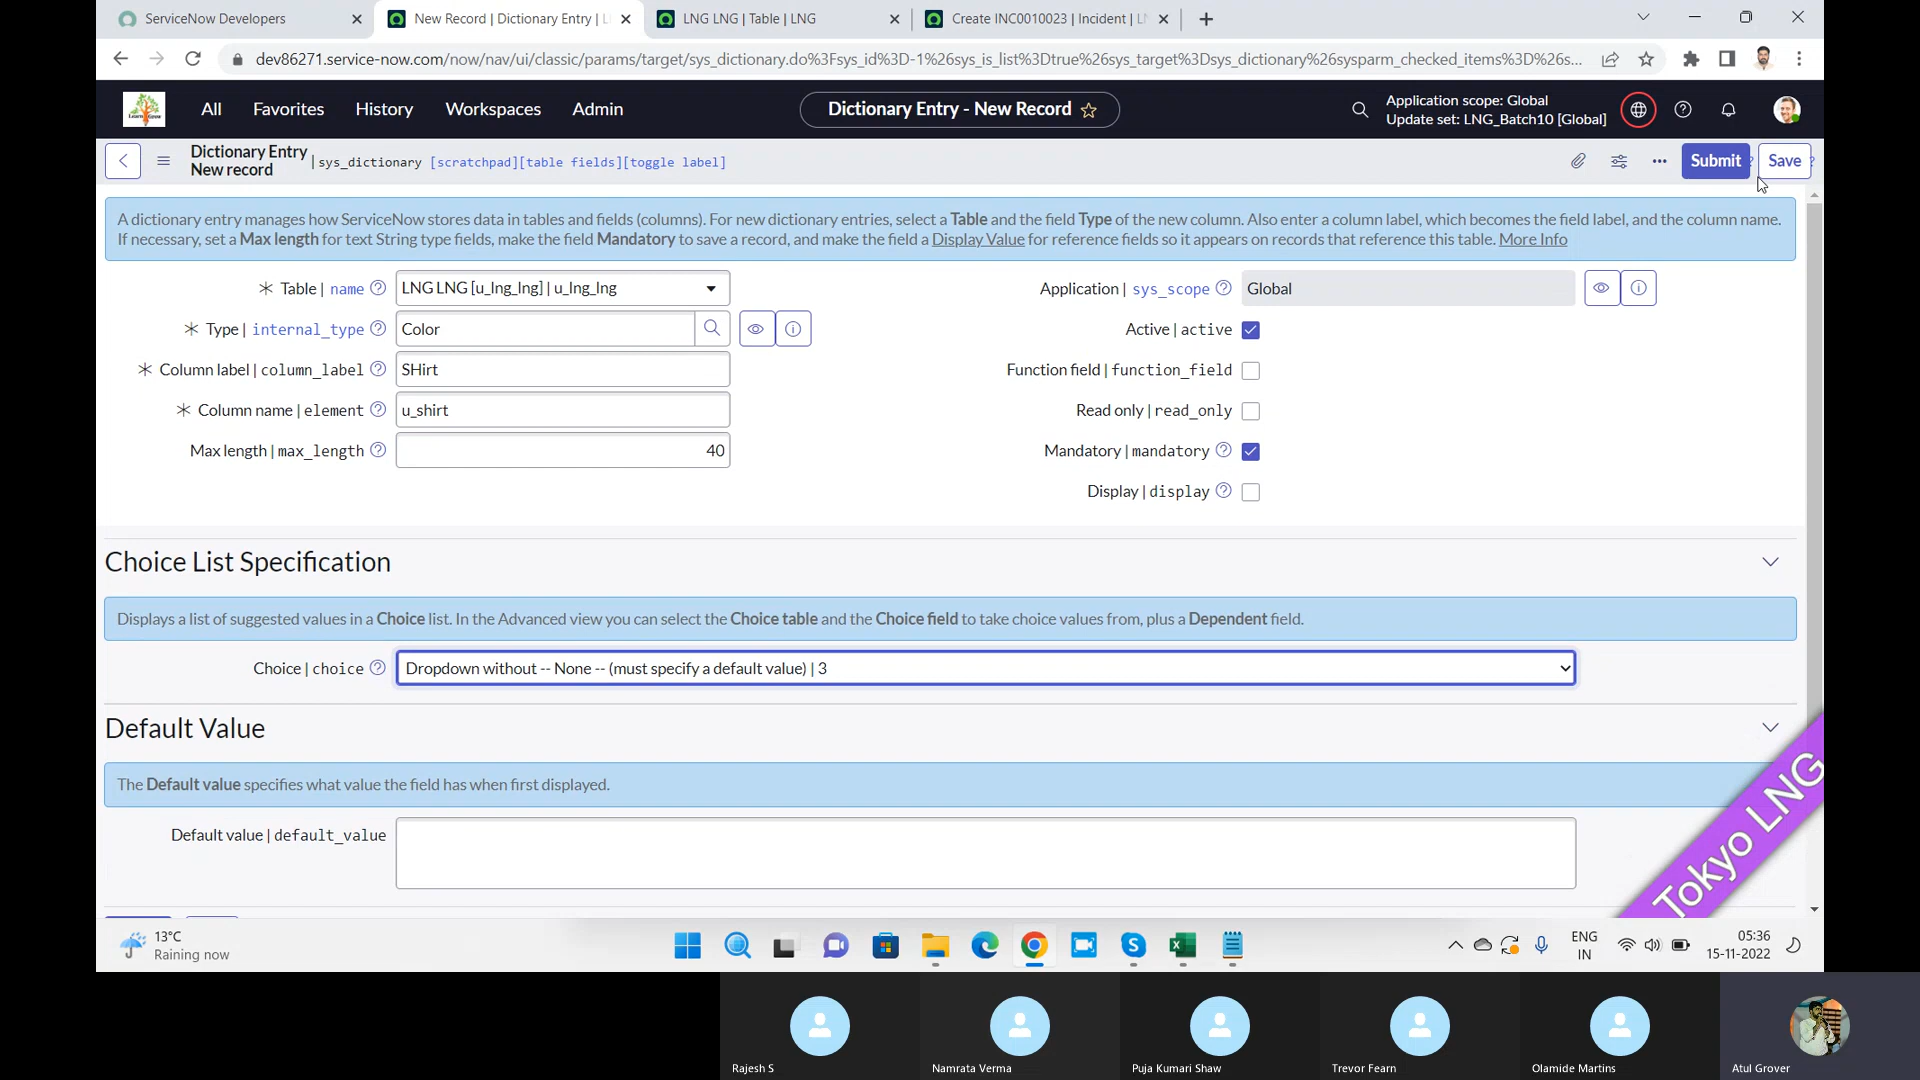 ServiceNow Developers
New Record | Dictionary Entry | L
LNG LNG | Table | LNG
Create INC0010023 | Incident | LN
dev86271.service-now.com/now/nav/ui/classic/params/target/sys_dictionary.do%3Fsys_id%3D-1%26sys_is_list%3Dtrue%26sys_target%3Dsys_dictionary%26sysparm_checked_items%3D%26s...
All Favorites History Workspaces Admin
Dictionary Entry - New Record
Application scope: Global
Update set: LNG_Batch10 [Global]
Dictionary Entry
New record
|sys_dictionary [scratchpad][table fields][toggle label]
Submit ? Save ?
A dictionary entry manages how ServiceNow stores data in tables and fields (columns). For new dictionary entries, select a Table and the field Type of the new column. Also enter a column label, which becomes the field label, and the column name.
If necessary, set a Max length for text String type fields, make the field Mandatory to save a record, and make the field a Display Value for reference fields so it appears on records that reference this table. More Info
Table | name LNG LNG [u_lng_lng] | u_lng_lng
Application | sys_scope Global
Type | internal_type Color
Active | active
Column label | column_label SHirt
Function field | function_field
Column name | element u_shirt
Read only | read_only
Max length | max_length 40
Mandatory | mandatory
Display | display
Choice List Specification
Displays a list of suggested values in a Choice list. In the Advanced view you can select the Choice table and the Choice field to take choice values from, plus a Dependent field.
Choice | choice Dropdown without -- None -- (must specify a default value) | 3
Default Value
The Default value specifies what value the field has when first displayed.
Default value | default_value
Tokyo LNG
13°C
Raining now
ENG
IN
05:36
15-11-2022
Rajesh S
Namrata Verma
Puja Kumari Shaw
Trevor Fearn
Olamide Martins
Atul Grover